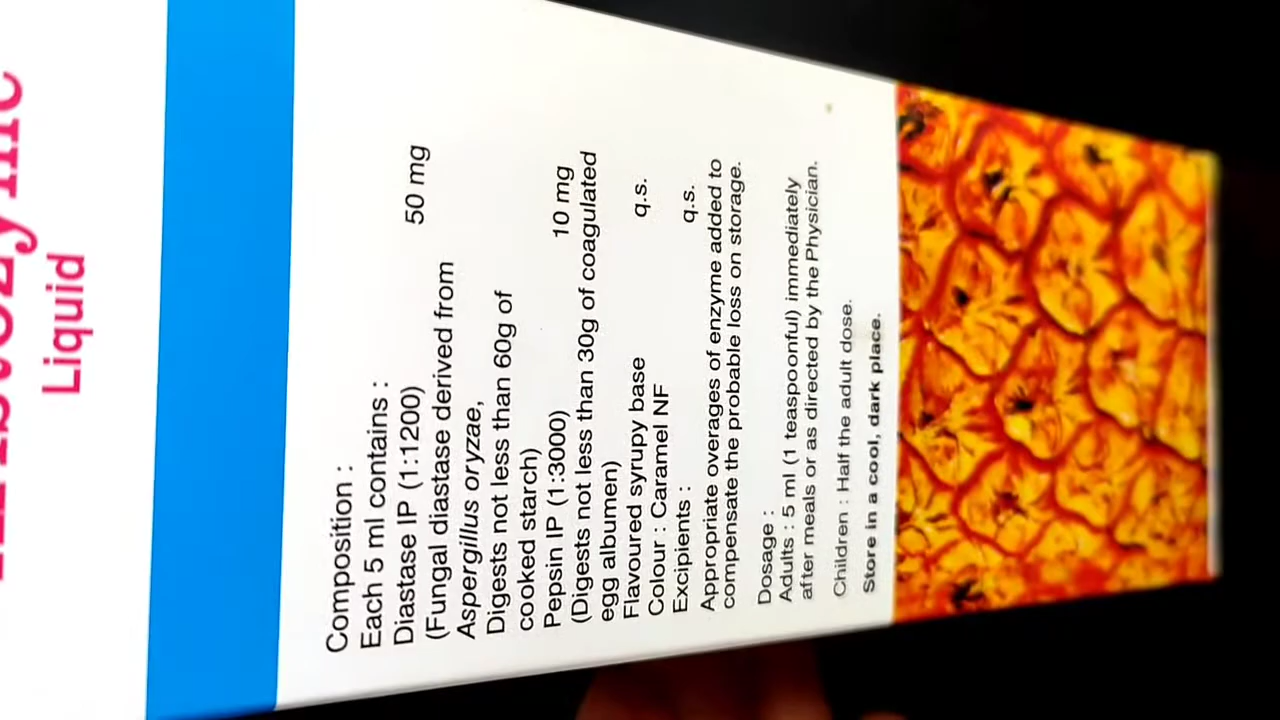 Liquid
Composition :
Each 5 ml contains :
Diastase IP (1:1200) 50 mg
(Fungal diastase derived from
Aspergillus oryzae,
Digests not less than 60g of
cooked starch)
Pepsin IP (1:3000) 10 mg
(Digests not less than 30g of coagulated
egg albumen)
Flavoured syrupy base q.s.
Colour : Caramel NF
Excipients : q.s.
Appropriate overages of enzyme added to
compensate the probable loss on storage.
Dosage :
Adults : 5 ml (1 teaspoonful) immediately
after meals or as directed by the Physician.
Children : Half the adult dose.
Store in a cool, dark place.